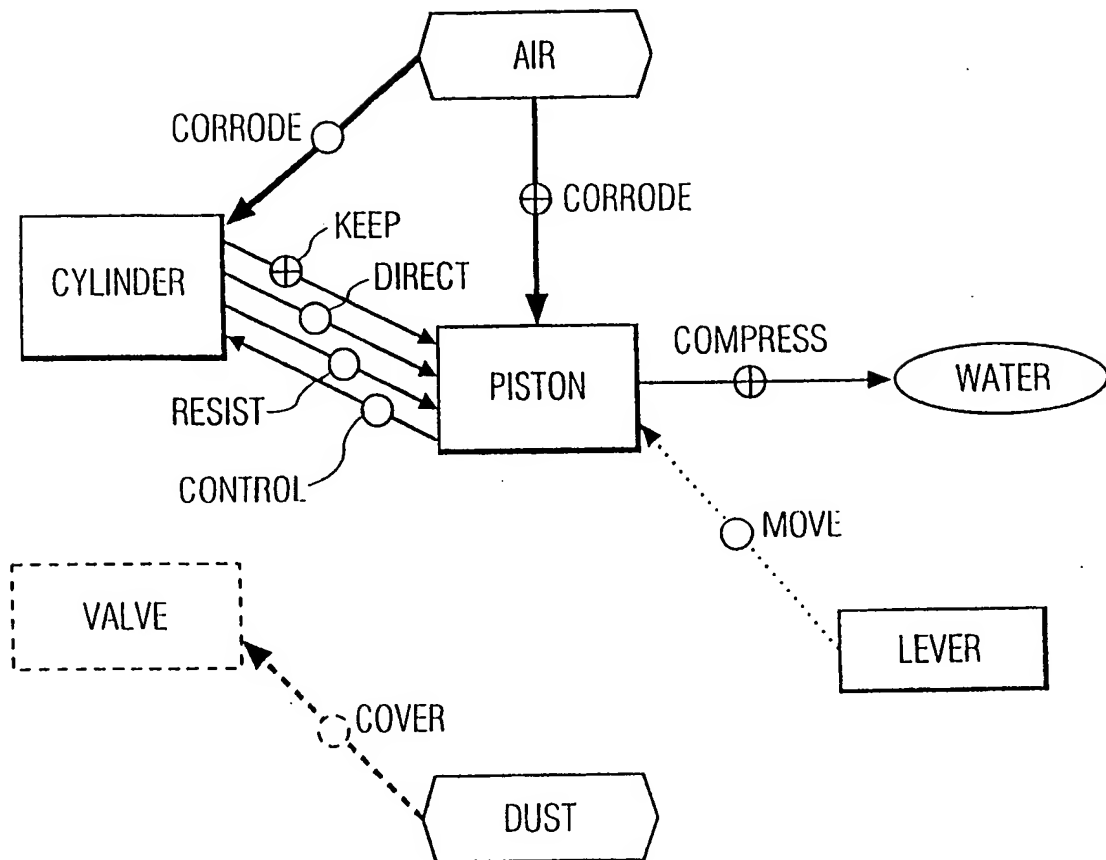 AIR
CORRODE
CORRODE
KEEP
CYLINDER
DIRECT
COMPRESS
PISTON
WATER
RESIST
CONTROL
MOVE
VALVE
LEVER
COVER
DUST